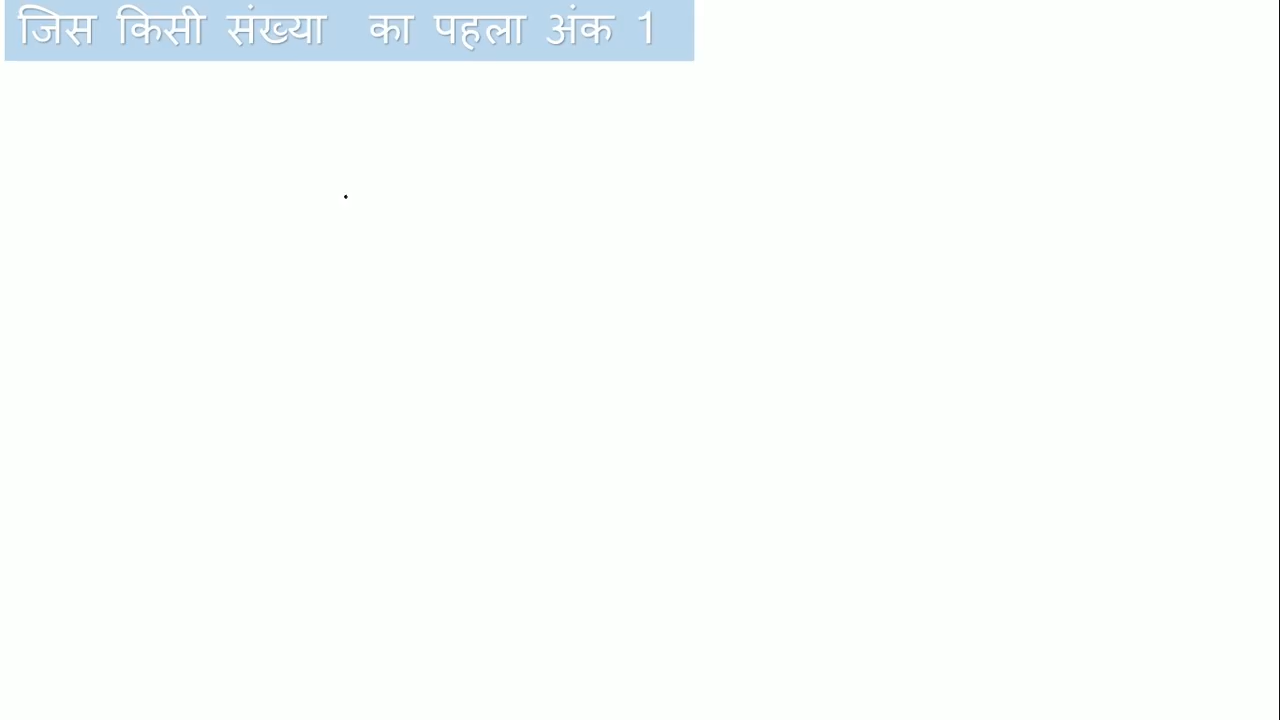 जिस किसी संख्या का पहला अंक 1